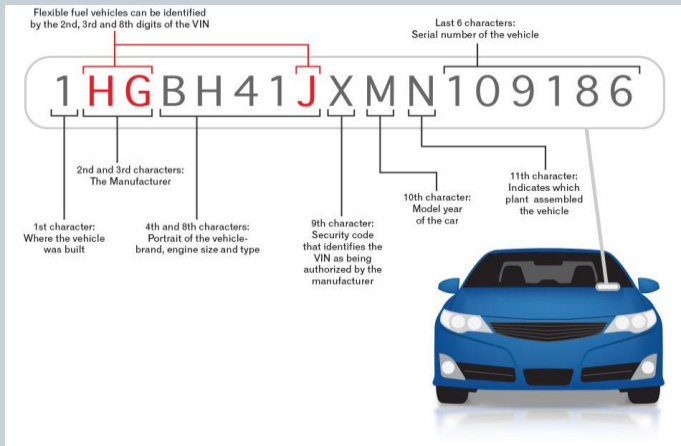 Flexible fuel vehicles can be identified
by the 2nd, 3rd and 8th digits of the VIN
Last 6 characters:
Serial number of the vehicle
1HGBH41JXMN109186
2nd and 3rd characters:
The Manufacturer
1st character:
Where the vehicle
was built
4th and 8th characters:
Portrait of the vehicle-
brand, engine size and type
9th character:
Security code
that identifies the
VIN as being
authorized by the
manufacturer
10th character:
Model year
of the car
11th character:
Indicates which
plant assembled
the vehicle